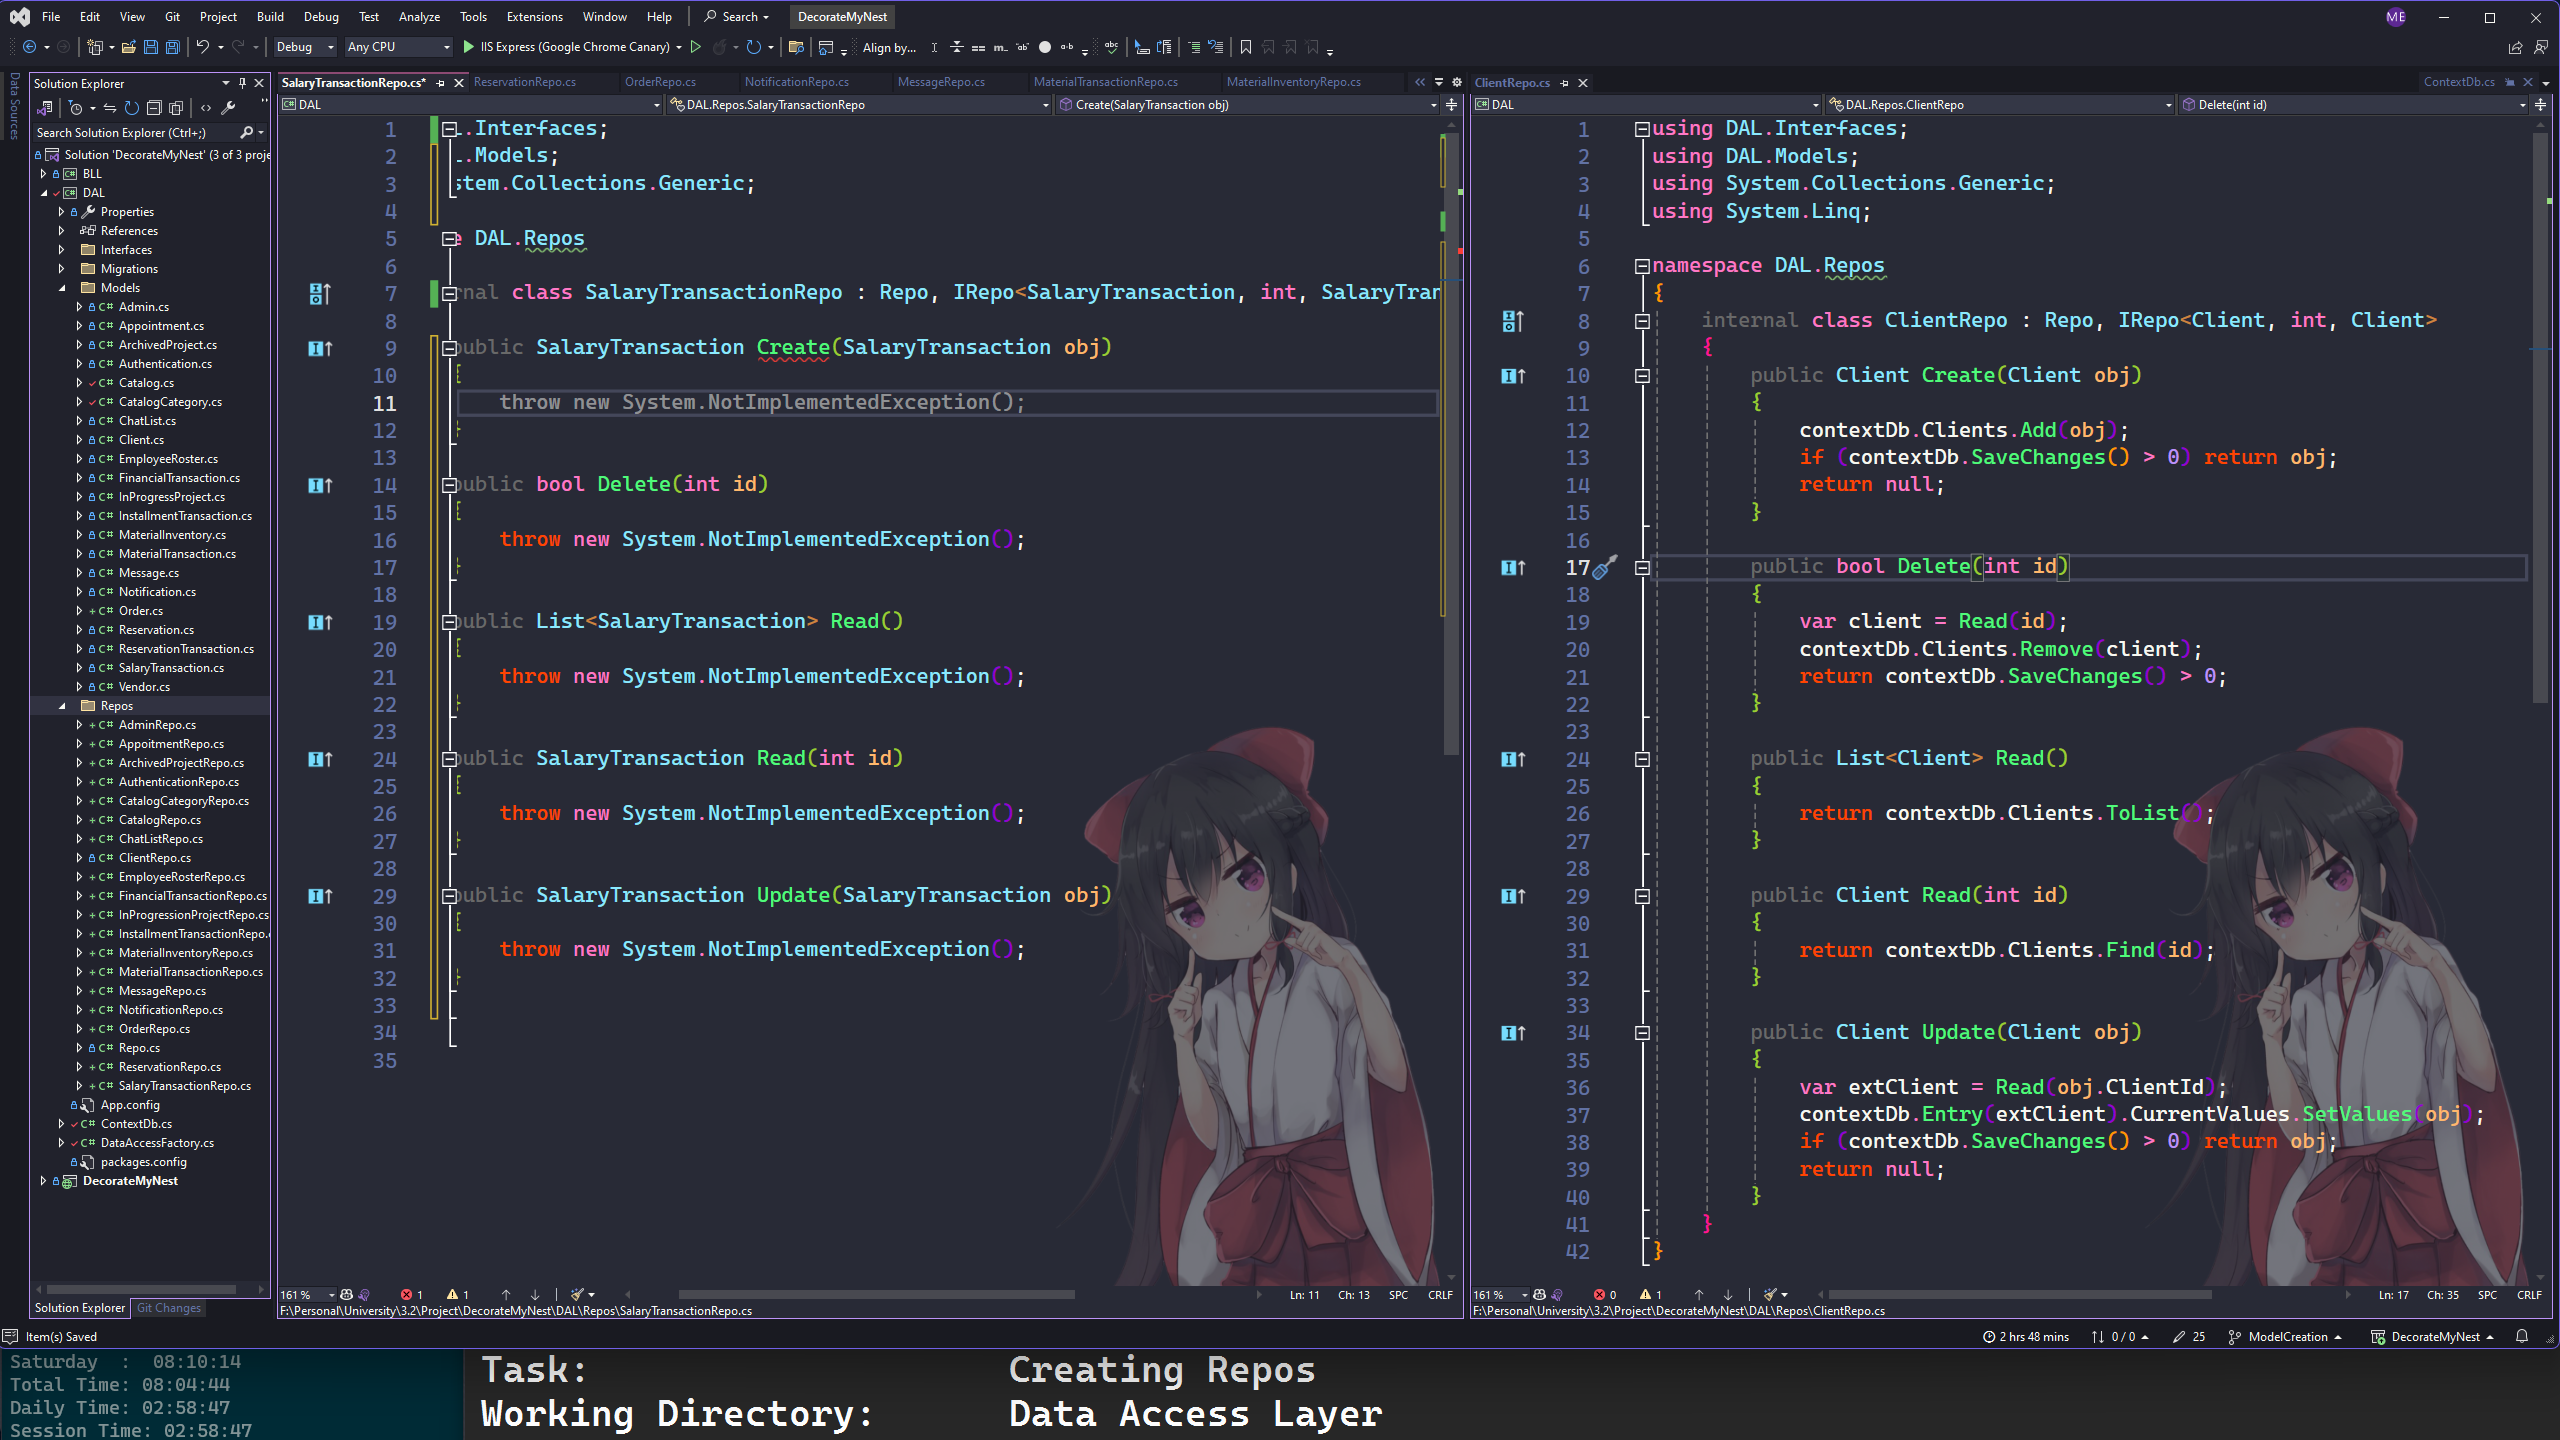 File Edit View Git Project Build Debug Test Analyze Tools Extensions Window Help Search DecorateMyNest ME
Debug Any CPU IIS Express (Google Chrome Canary) Align by...
Data Sources
Solution Explorer
Search Solution Explorer (Ctrl+;)
Solution 'DecorateMyNest' (3 of 3 proje
BLL
DAL
Properties
References
Interfaces
Migrations
Models
C# Admin.cs
C# Appointment.cs
C# ArchivedProject.cs
C# Authentication.cs
C# Catalog.cs
C# CatalogCategory.cs
C# ChatList.cs
C# Client.cs
C# EmployeeRoster.cs
C# FinancialTransaction.cs
C# InProgressProject.cs
C# InstallmentTransaction.cs
C# MaterialInventory.cs
C# MaterialTransaction.cs
C# Message.cs
C# Notification.cs
+ C# Order.cs
C# Reservation.cs
C# ReservationTransaction.cs
C# SalaryTransaction.cs
C# Vendor.cs
Repos
+ C# AdminRepo.cs
+ C# AppoitmentRepo.cs
+ C# ArchivedProjectRepo.cs
+ C# AuthenticationRepo.cs
+ C# CatalogCategoryRepo.cs
+ C# CatalogRepo.cs
+ C# ChatListRepo.cs
C# ClientRepo.cs
+ C# EmployeeRosterRepo.cs
+ C# FinancialTransactionRepo.cs
+ C# InProgressionProjectRepo.cs
+ C# InstallmentTransactionRepo.
+ C# MaterialInventoryRepo.cs
+ C# MaterialTransactionRepo.cs
+ C# MessageRepo.cs
+ C# NotificationRepo.cs
+ C# OrderRepo.cs
C# Repo.cs
+ C# ReservationRepo.cs
+ C# SalaryTransactionRepo.cs
App.config
C# ContextDb.cs
C# DataAccessFactory.cs
packages.config
DecorateMyNest
Solution Explorer Git Changes
SalaryTransactionRepo.cs* ReservationRepo.cs OrderRepo.cs NotificationRepo.cs MessageRepo.cs MaterialTransactionRepo.cs MaterialInventoryRepo.cs
DAL DAL.Repos.SalaryTransactionRepo Create(SalaryTransaction obj)
1 .Interfaces;
2 .Models;
3 stem.Collections.Generic;
4
5 e DAL.Repos
6
7 rnal class SalaryTransactionRepo : Repo, IRepo<SalaryTransaction, int, SalaryTran
8
9 public SalaryTransaction Create(SalaryTransaction obj)
10 {
11 throw new System.NotImplementedException();
12 }
13
14 public bool Delete(int id)
15 {
16 throw new System.NotImplementedException();
17 }
18
19 public List<SalaryTransaction> Read()
20 {
21 throw new System.NotImplementedException();
22 }
23
24 public SalaryTransaction Read(int id)
25 {
26 throw new System.NotImplementedException();
27 }
28
29 public SalaryTransaction Update(SalaryTransaction obj)
30 {
31 throw new System.NotImplementedException();
32 }
33
34
35
161 % 1 1 Ln: 11 Ch: 13 SPC CRLF
F:\Personal\University\3.2\Project\DecorateMyNest\DAL\Repos\SalaryTransactionRepo.cs
ClientRepo.cs ContextDb.cs
DAL DAL.Repos.ClientRepo Delete(int id)
1 using DAL.Interfaces;
2 using DAL.Models;
3 using System.Collections.Generic;
4 using System.Linq;
5
6 namespace DAL.Repos
7 {
8 internal class ClientRepo : Repo, IRepo<Client, int, Client>
9 {
10 public Client Create(Client obj)
11 {
12 contextDb.Clients.Add(obj);
13 if (contextDb.SaveChanges() > 0) return obj;
14 return null;
15 }
16
17 public bool Delete(int id)
18 {
19 var client = Read(id);
20 contextDb.Clients.Remove(client);
21 return contextDb.SaveChanges() > 0;
22 }
23
24 public List<Client> Read()
25 {
26 return contextDb.Clients.ToList();
27 }
28
29 public Client Read(int id)
30 {
31 return contextDb.Clients.Find(id);
32 }
33
34 public Client Update(Client obj)
35 {
36 var extClient = Read(obj.ClientId);
37 contextDb.Entry(extClient).CurrentValues.SetValues(obj);
38 if (contextDb.SaveChanges() > 0) return obj;
39 return null;
40 }
41 }
42 }
161 % 0 1 Ln: 17 Ch: 35 SPC CRLF
F:\Personal\University\3.2\Project\DecorateMyNest\DAL\Repos\ClientRepo.cs
Item(s) Saved 2 hrs 48 mins 0 / 0 25 ModelCreation DecorateMyNest
Saturday : 08:10:14
Total Time: 08:04:44
Daily Time: 02:58:47
Session Time: 02:58:47
Task: Creating Repos
Working Directory: Data Access Layer